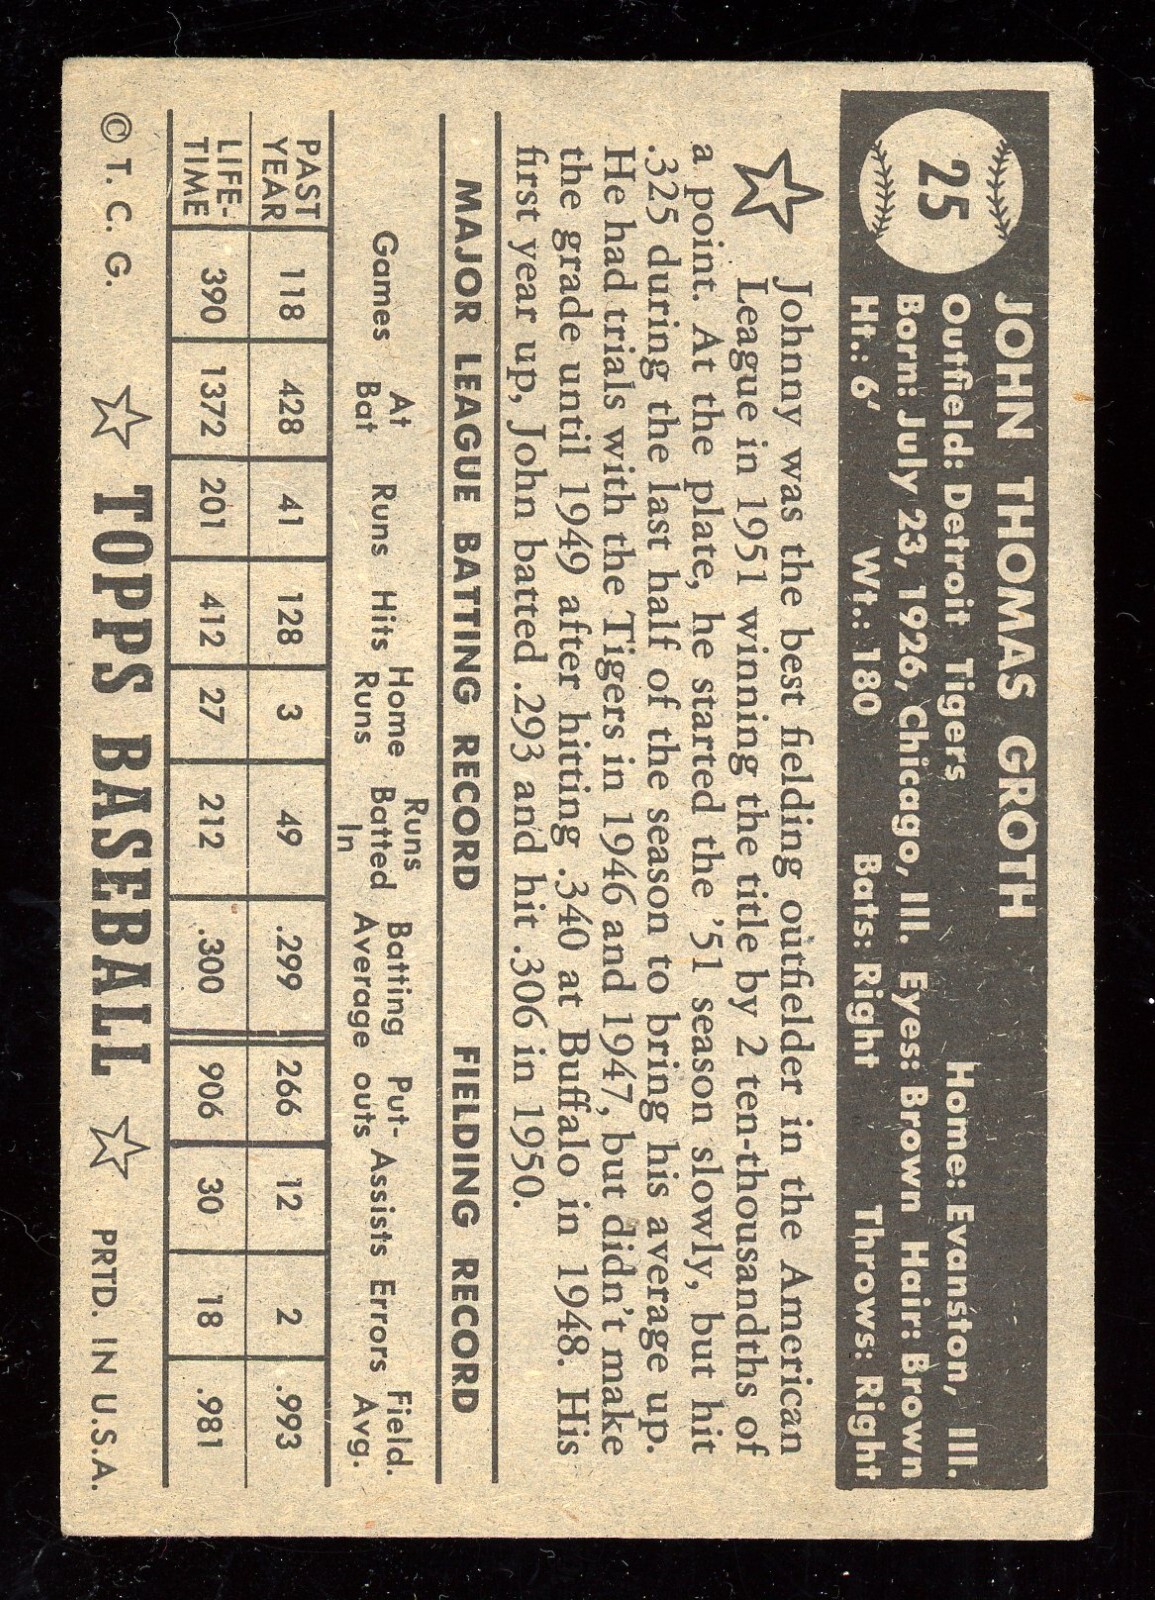 25
JOHN THOMAS GROTH
Outfield: Detroit Tigers Home: Evanston, Ill.
Born: July 23, 1926, Chicago, Ill. Eyes: Brown Hair: Brown
Ht.: 6' Wt.: 180 Bats: Right Throws: Right
Johnny was the best fielding outfielder in the American
League in 1951 winning the title by 2 ten-thousandths of
a point. At the plate, he started the '51 season slowly, but hit
.325 during the last half of the season to bring his average up.
He had trials with the Tigers in 1946 and 1947, but didn't make
the grade until 1949 after hitting .340 at Buffalo in 1948. His
first year up, John batted .293 and hit .306 in 1950.
MAJOR LEAGUE BATTING RECORD FIELDING RECORD
Games At Bat Runs Hits Home Runs Runs Batted In Batting Average Put-outs Assists Errors Field. Avg.
PAST YEAR 118 428 41 128 3 49 .299 266 12 2 .993
LIFE-TIME 390 1372 201 412 27 212 .300 906 30 18 .981
© T. C. G. TOPPS BASEBALL PRTD. IN U.S.A.